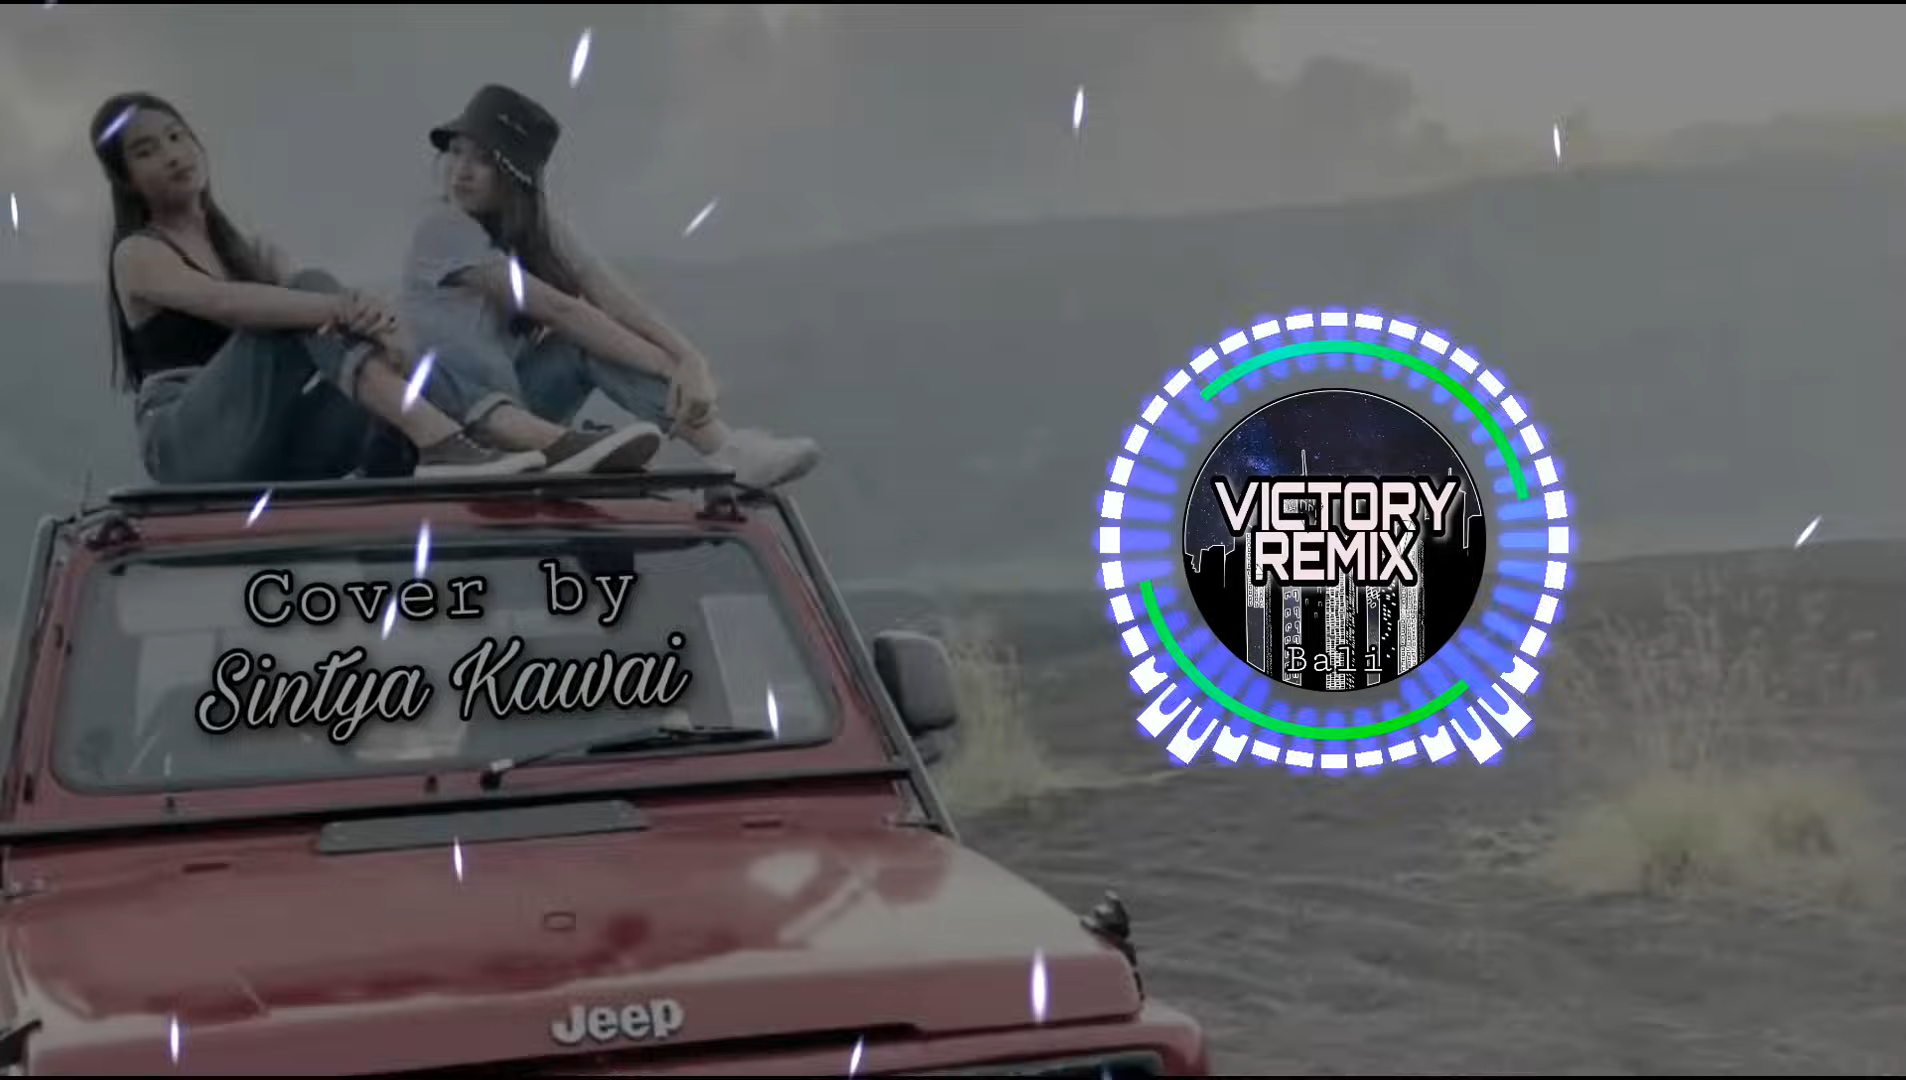 Cover by
Sintya Kawai
VICTORY
REMIX
Bali
Jeep